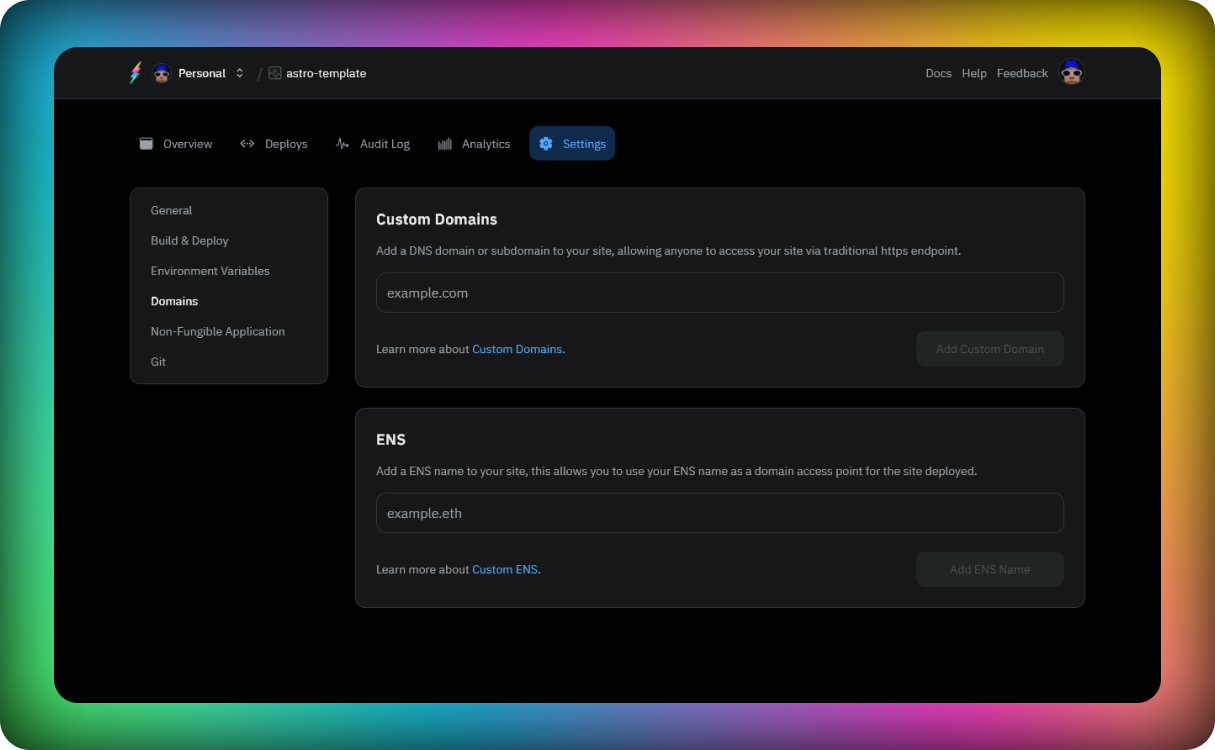 Personal / astro-template
Docs Help Feedback
Overview Deploys Audit Log Analytics Settings
General
Build & Deploy
Environment Variables
Domains
Non-Fungible Application
Git
Custom Domains
Add a DNS domain or subdomain to your site, allowing anyone to access your site via traditional https endpoint.
example.com
Learn more about Custom Domains.
Add Custom Domain
ENS
Add a ENS name to your site, this allows you to use your ENS name as a domain access point for the site deployed.
example.eth
Learn more about Custom ENS.
Add ENS Name